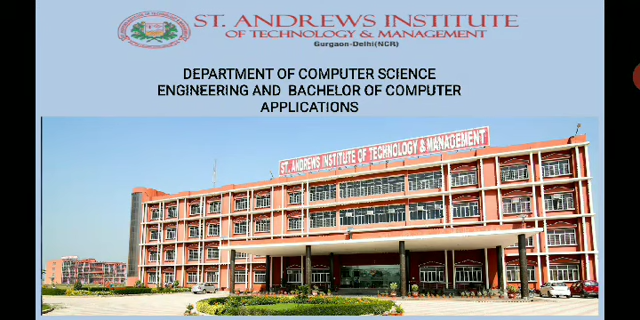 ST. ANDREWS INSTITUTE
OF TECHNOLOGY & MANAGEMENT
Gurgaon-Delhi(NCR)
DEPARTMENT OF COMPUTER SCIENCE
ENGINEERING AND BACHELOR OF COMPUTER
APPLICATIONS
ST. ANDREWS INSTITUTE OF TECHNOLOGY & MANAGEMENT